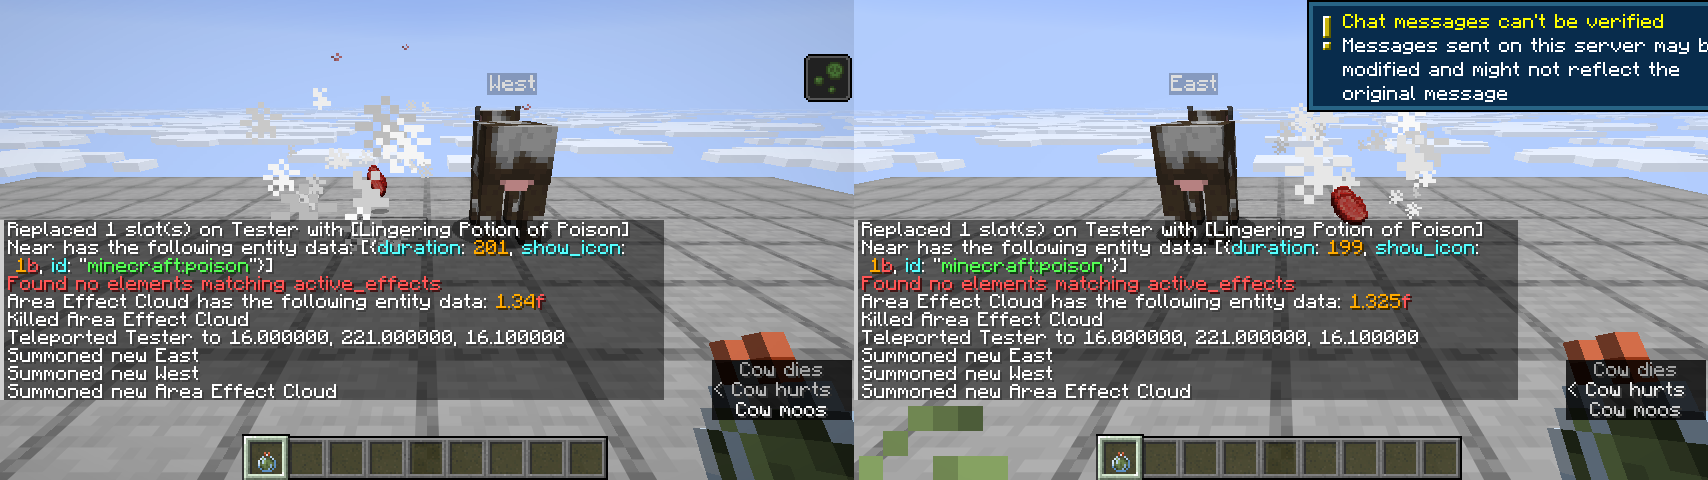 West
Replaced 1 slot(s) on Tester with [Lingering Potion of Poison]
Near has the following entity data: [{duration: 201, show_icon:
1b, id: "minecraft:poison"}]
Found no elements matching active_effects
Area Effect Cloud has the following entity data: 1.34f
Killed Area Effect Cloud
Teleported Tester to 16.000000, 221.000000, 16.100000
Summoned new East
Summoned new West
Summoned new Area Effect Cloud
Cow dies
< Cow hurts
Cow moos
Chat messages can't be verified
Messages sent on this server may b
modified and might not reflect the
original message
East
Replaced 1 slot(s) on Tester with [Lingering Potion of Poison]
Near has the following entity data: [{duration: 199, show_icon:
1b, id: "minecraft:poison"}]
Found no elements matching active_effects
Area Effect Cloud has the following entity data: 1.325f
Killed Area Effect Cloud
Teleported Tester to 16.000000, 221.000000, 16.100000
Summoned new East
Summoned new West
Summoned new Area Effect Cloud
Cow dies
< Cow hurts
Cow moos